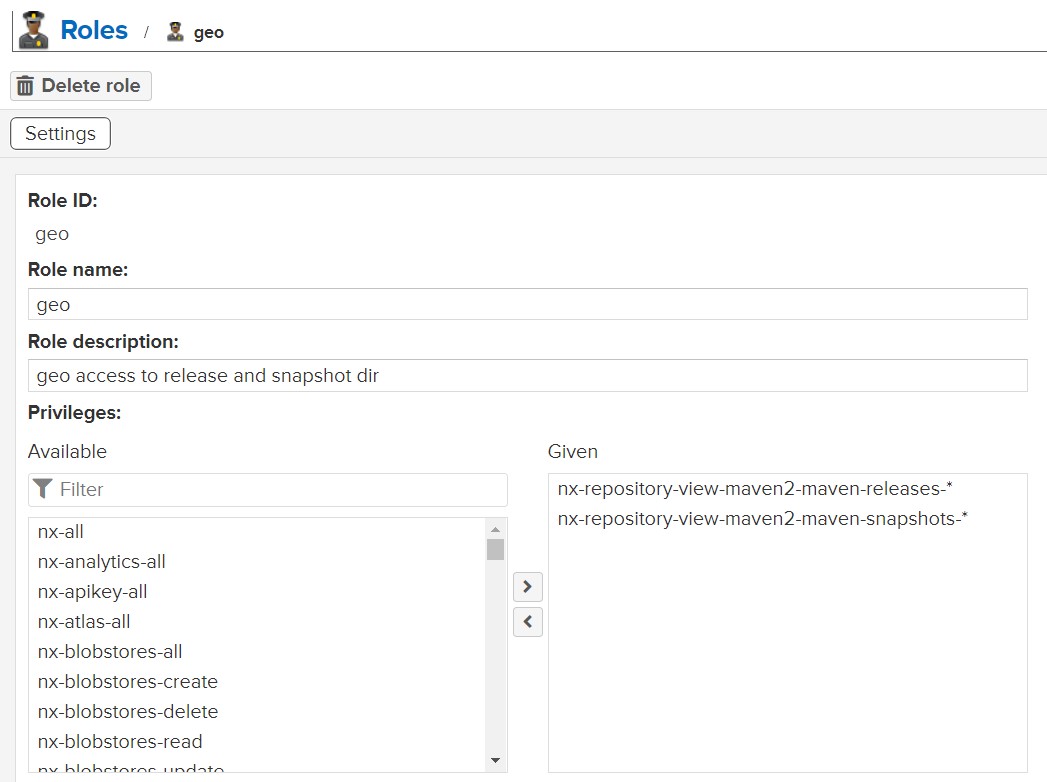 Roles / geo
Delete role
Settings
Role ID:
geo
Role name:
geo
Role description:
geo access to release and snapshot dir
Privileges:
Available
Filter
nx-all
nx-analytics-all
nx-apikey-all
nx-atlas-all
nx-blobstores-all
nx-blobstores-create
nx-blobstores-delete
nx-blobstores-read
nx-blobstores-update
Given
nx-repository-view-maven2-maven-releases-*
nx-repository-view-maven2-maven-snapshots-*